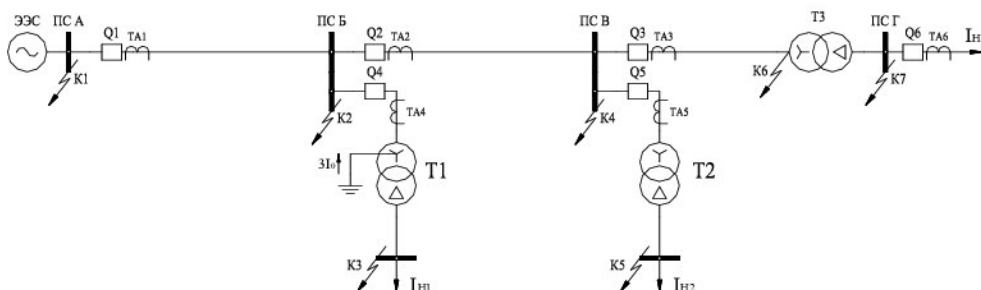 ЭЭС ПС А ПС Б ПС В Т3 ПС Г
Q1 TA1 Q2 TA2 Q3 TA3 Q6 TA6 Iн
K1 Q4 Q5 K6 K7
K2 TA4 K4 TA5
3I₀ T1 T2
K3 K5
Iн1 Iн2